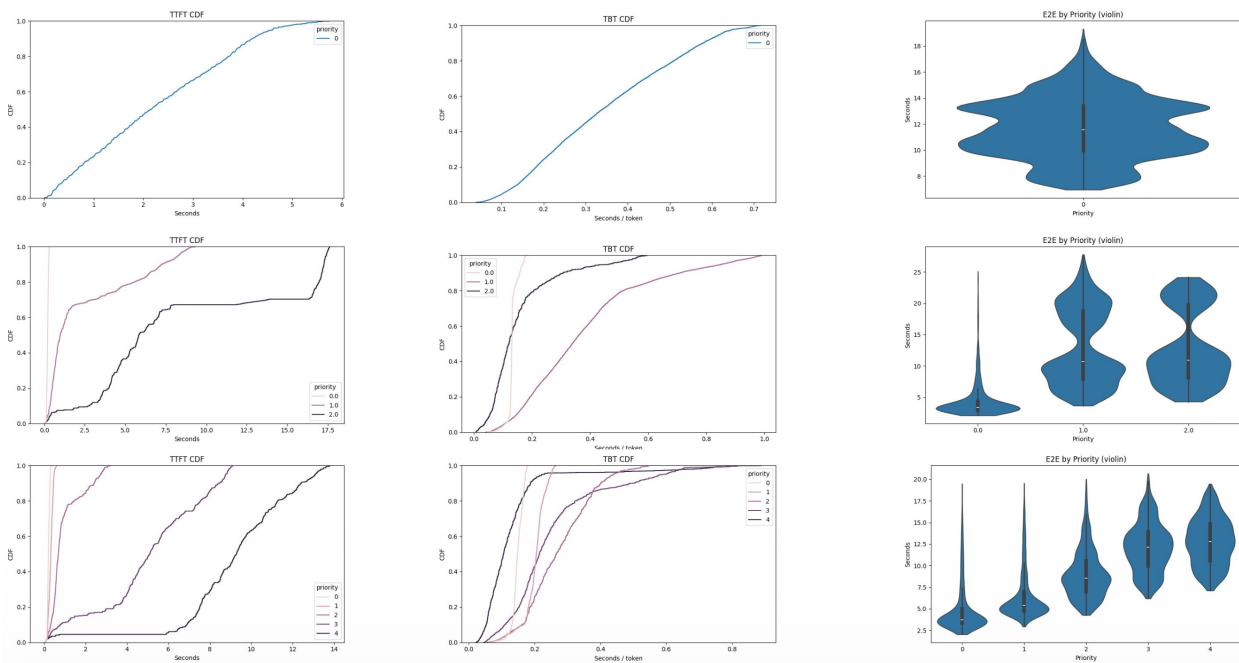 TTFT CDF
1.0
0.8
0.6
0.4
0.2
0.0
CDF
priority
0
0 1 2 3 4 5 6
Seconds
TBT CDF
1.0
0.8
0.6
0.4
0.2
0.0
CDF
priority
0
0.1 0.2 0.3 0.4 0.5 0.6 0.7
Seconds / token
E2E by Priority (violin)
18
16
14
12
10
8
Seconds
0
Priority
TTFT CDF
1.0
0.8
0.6
0.4
0.2
0.0
CDF
priority
0.0
1.0
2.0
0.0 2.5 5.0 7.5 10.0 12.5 15.0 17.5
Seconds
TBT CDF
1.0
0.8
0.6
0.4
0.2
0.0
CDF
priority
0.0
1.0
2.0
0.0 0.2 0.4 0.6 0.8 1.0
Seconds / token
E2E by Priority (violin)
25
20
15
10
5
Seconds
0.0 1.0 2.0
Priority
TTFT CDF
1.0
0.8
0.6
0.4
0.2
0.0
CDF
priority
0
1
2
3
4
0 2 4 6 8 10 12 14
Seconds
TBT CDF
1.0
0.8
0.6
0.4
0.2
0.0
CDF
priority
0
1
2
3
4
0.0 0.2 0.4 0.6 0.8
Seconds / token
E2E by Priority (violin)
20.0
17.5
15.0
12.5
10.0
7.5
5.0
2.5
Seconds
0 1 2 3 4
Priority